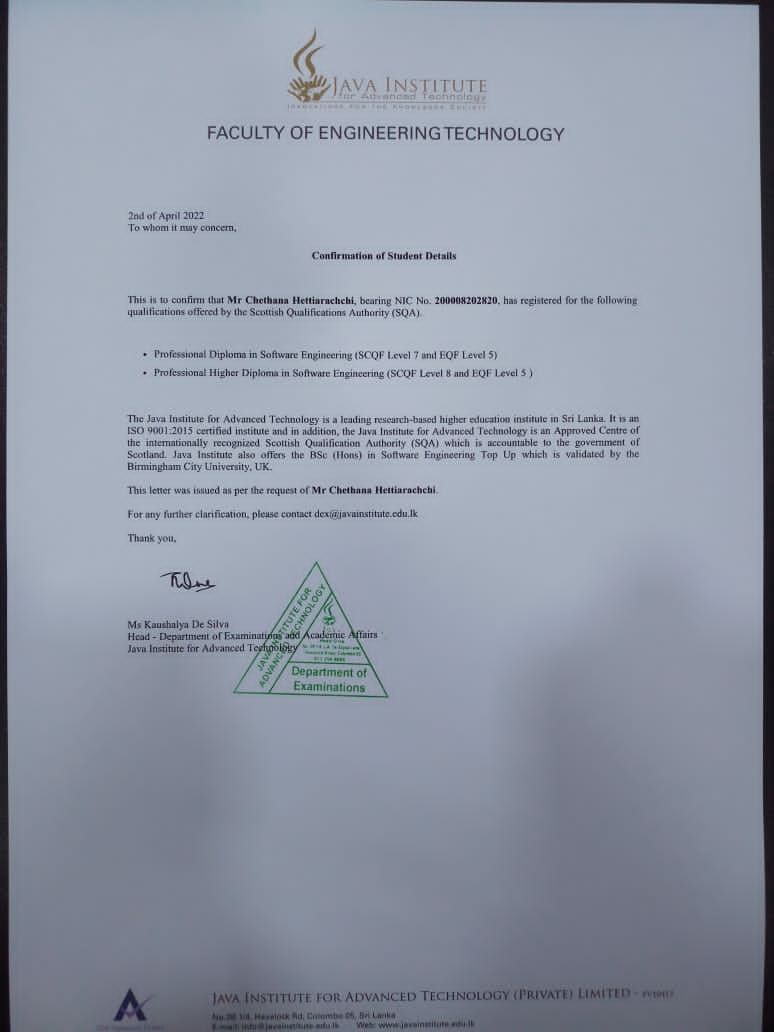 JAVA INSTITUTE
for Advanced Technology
INNOVATIONS FOR THE KNOWLEDGE SOCIETY
FACULTY OF ENGINEERING TECHNOLOGY
2nd of April 2022
To whom it may concern,
Confirmation of Student Details
This is to confirm that Mr Chethana Hettiarachchi, bearing NIC No. 200008202820, has registered for the following
qualifications offered by the Scottish Qualifications Authority (SQA).
• Professional Diploma in Software Engineering (SCQF Level 7 and EQF Level 5)
• Professional Higher Diploma in Software Engineering (SCQF Level 8 and EQF Level 5 )
The Java Institute for Advanced Technology is a leading research-based higher education institute in Sri Lanka. It is an
ISO 9001:2015 certified institute and in addition, the Java Institute for Advanced Technology is an Approved Centre of
the internationally recognized Scottish Qualification Authority (SQA) which is accountable to the government of
Scotland. Java Institute also offers the BSc (Hons) in Software Engineering Top Up which is validated by the
Birmingham City University, UK.
This letter was issued as per the request of Mr Chethana Hettiarachchi.
For any further clarification, please contact dex@javainstitute.edu.lk
Thank you,
Ms Kaushalya De Silva
Head - Department of Examinations and Academic Affairs
Java Institute for Advanced Technology
JAVA INSTITUTE FOR
ADVANCED TECHNOLOGY
Department of
Examinations
JAVA INSTITUTE FOR ADVANCED TECHNOLOGY (PRIVATE) LIMITED -
No.38 1/4, Havelock Rd, Colombo 05, Sri Lanka
E-mail: info@javainstitute.edu.lk Web: www.javainstitute.edu.lk